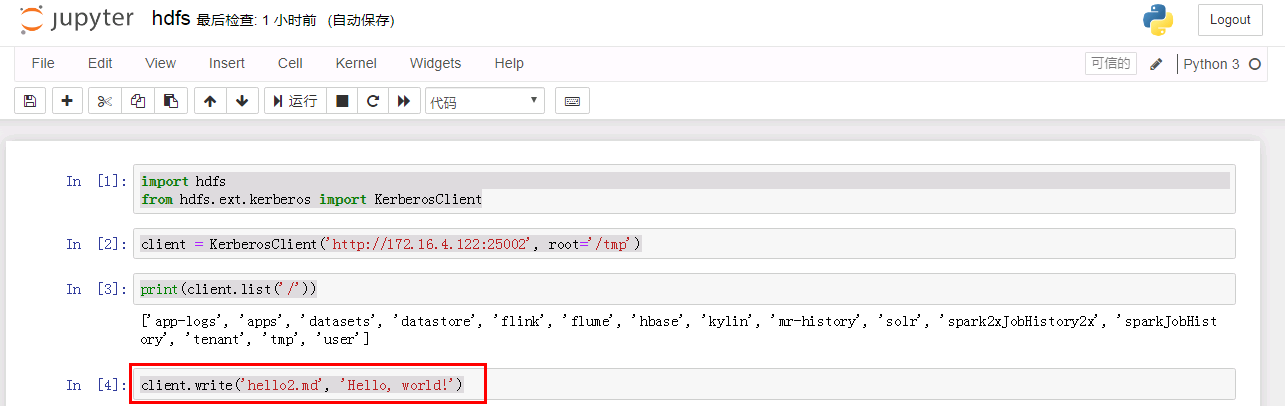 jupyter hdfs 最后检查: 1 小时前 (自动保存) Logout
File Edit View Insert Cell Kernel Widgets Help 可信的 Python 3
运行 代码
In [1]: import hdfs
from hdfs.ext.kerberos import KerberosClient
In [2]: client = KerberosClient('http://172.16.4.122:25002', root='/tmp')
In [3]: print(client.list('/'))
['app-logs', 'apps', 'datasets', 'datastore', 'flink', 'flume', 'hbase', 'kylin', 'mr-history', 'solr', 'spark2xJobHistory2x', 'sparkJobHist
ory', 'tenant', 'tmp', 'user']
In [4]: client.write('hello2.md', 'Hello, world!')